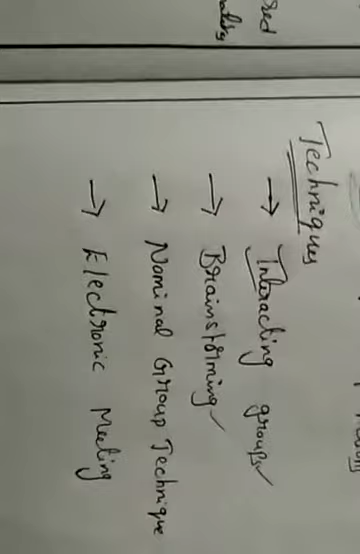 Techniques
→ Interacting groups ✓
→ Brainstorming ✓
→ Nominal Group Technique
→ Electronic Meeting